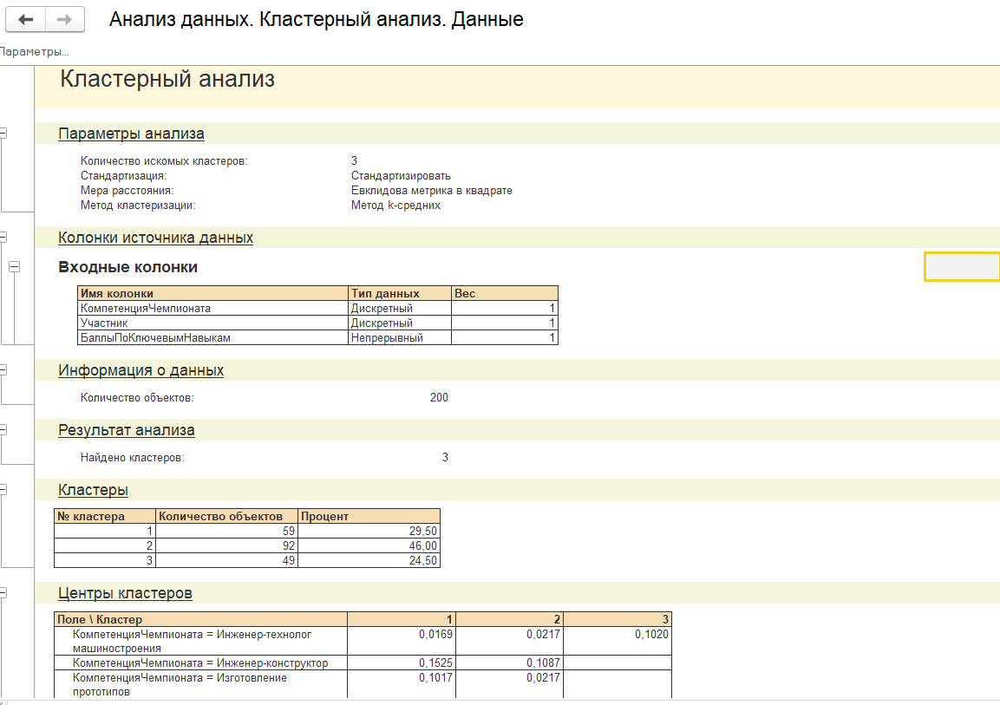 Анализ данных. Кластерный анализ. Данные
Параметры...
Кластерный анализ
Параметры анализа
Количество искомых кластеров: 3
Стандартизация: Стандартизировать
Мера расстояния: Евклидова метрика в квадрате
Метод кластеризации: Метод k-средних
Колонки источника данных
Входные колонки
Имя колонки Тип данных Вес
КомпетенцияЧемпионата Дискретный 1
Участник Дискретный 1
БаллыПоКлючевымНавыкам Непрерывный 1
Информация о данных
Количество объектов: 200
Результат анализа
Найдено кластеров: 3
Кластеры
№ кластера Количество объектов Процент
1 59 29,50
2 92 46,00
3 49 24,50
Центры кластеров
Поле \ Кластер 1 2 3
КомпетенцияЧемпионата = Инженер-технолог 0,0169 0,0217 0,1020
машиностроения
КомпетенцияЧемпионата = Инженер-конструктор 0,1525 0,1087
КомпетенцияЧемпионата = Изготовление 0,1017 0,0217
прототипов